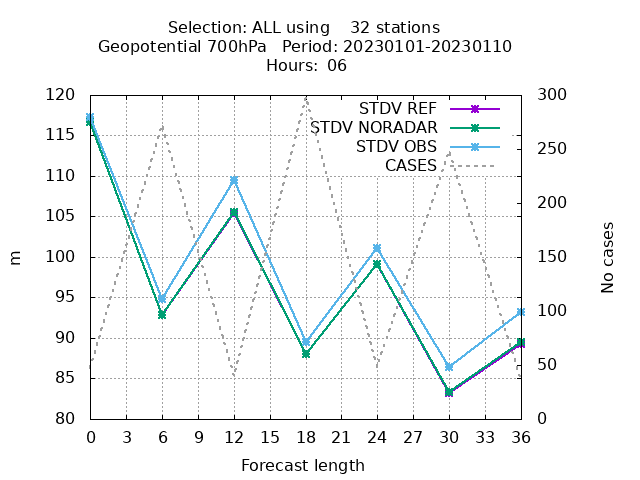 Selection: ALL using    32 stations
Geopotential 700hPa   Period: 20230101-20230110
Hours:  06
STDV REF
STDV NORADAR
STDV OBS
CASES
120
115
110
105
100
95
90
85
80
m
300
250
200
150
100
50
0
No cases
0 3 6 9 12 15 18 21 24 27 30 33 36
Forecast length